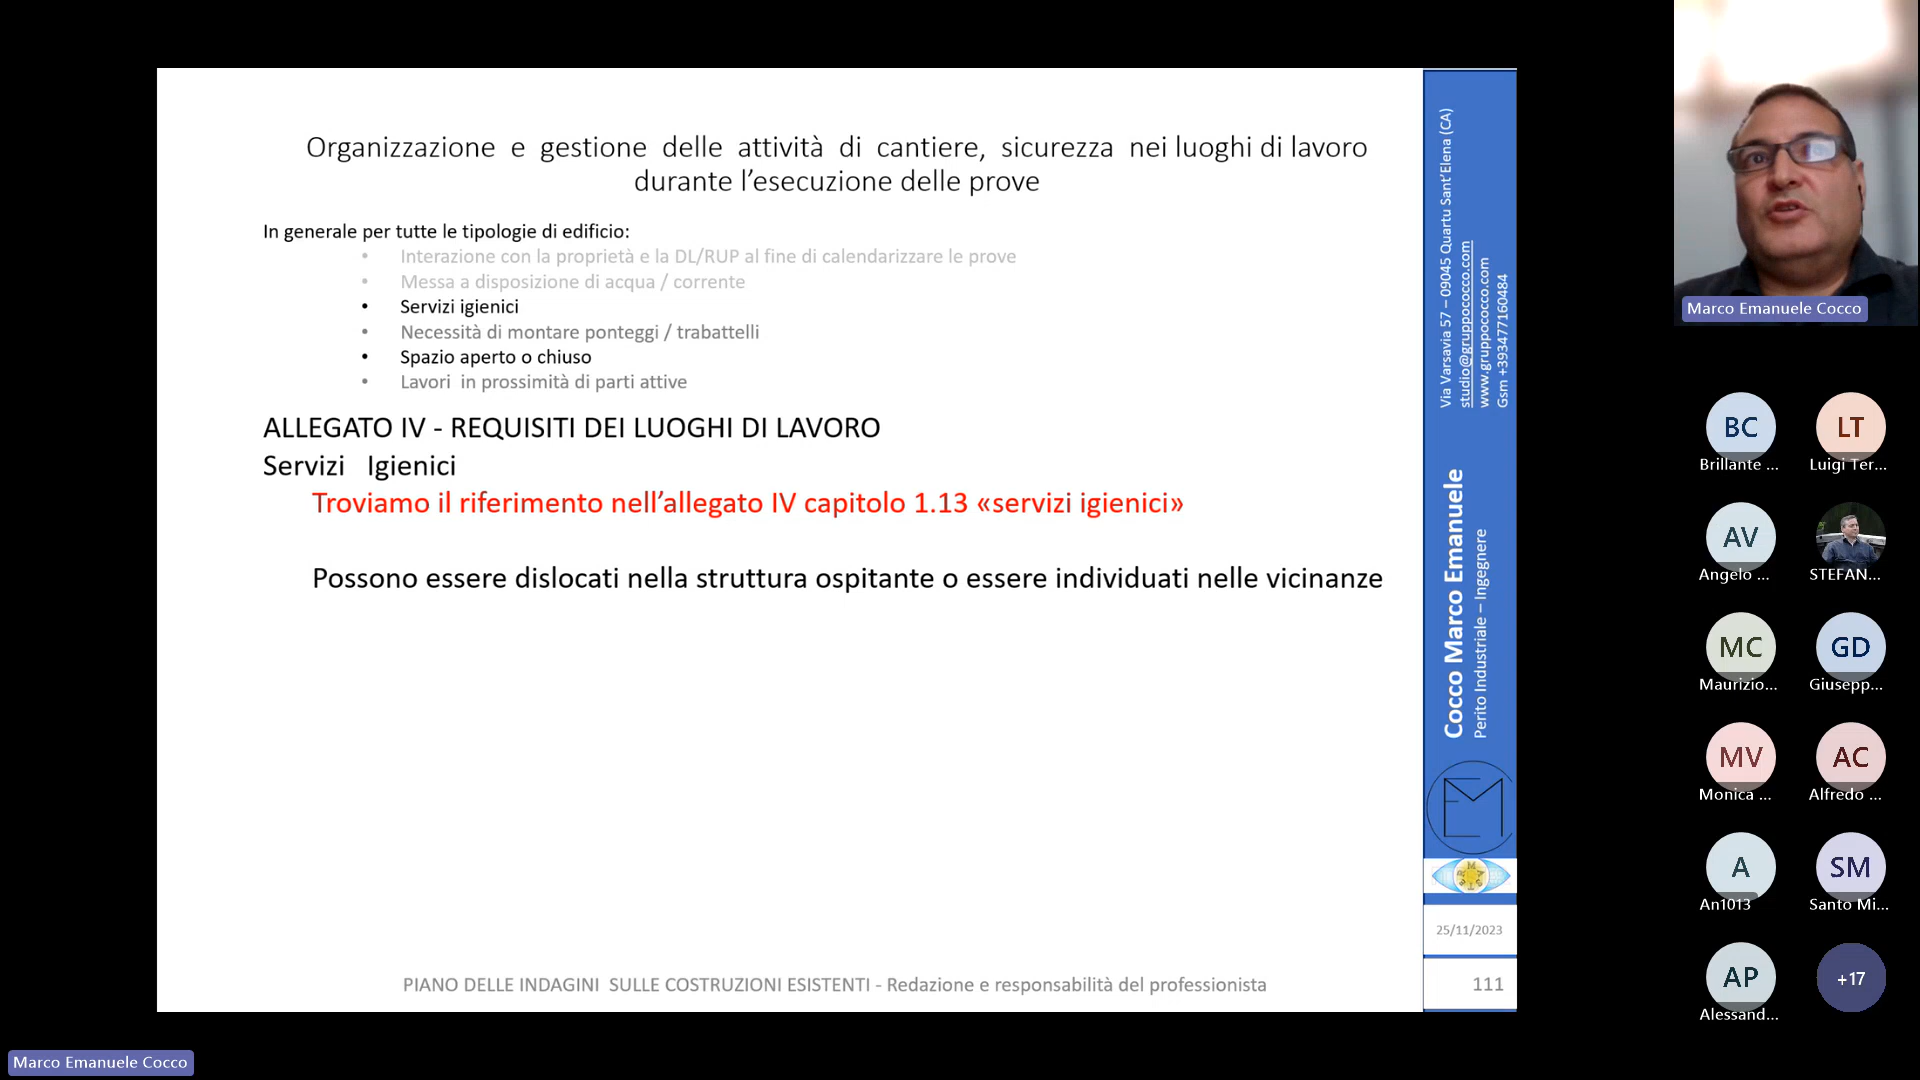 Organizzazione e gestione delle attività di cantiere, sicurezza nei luoghi di lavoro
durante l'esecuzione delle prove
In generale per tutte le tipologie di edificio:
• Interazione con la proprietà e la DL/RUP al fine di calendarizzare le prove
• Messa a disposizione di acqua / corrente
• Servizi igienici
• Necessità di montare ponteggi / trabattelli
• Spazio aperto o chiuso
• Lavori in prossimità di parti attive
ALLEGATO IV - REQUISITI DEI LUOGHI DI LAVORO
Servizi Igienici
Troviamo il riferimento nell'allegato IV capitolo 1.13 «servizi igienici»
Possono essere dislocati nella struttura ospitante o essere individuati nelle vicinanze
PIANO DELLE INDAGINI SULLE COSTRUZIONI ESISTENTI - Redazione e responsabilità del professionista
Via Varsavia 57 – 09045 Quartu Sant'Elena (CA)
studio@gruppococco.com
www.gruppococco.com
Gsm +393477160484
Cocco Marco Emanuele
Perito Industriale – Ingegnere
25/11/2023
111
Marco Emanuele Cocco
BC
Brillante ...
LT
Luigi Ter...
AV
Angelo ...
STEFAN...
MC
Maurizio...
GD
Giusepp...
MV
Monica ...
AC
Alfredo ...
A
An1013
SM
Santo Mi...
AP
Alessand...
+17
Marco Emanuele Cocco